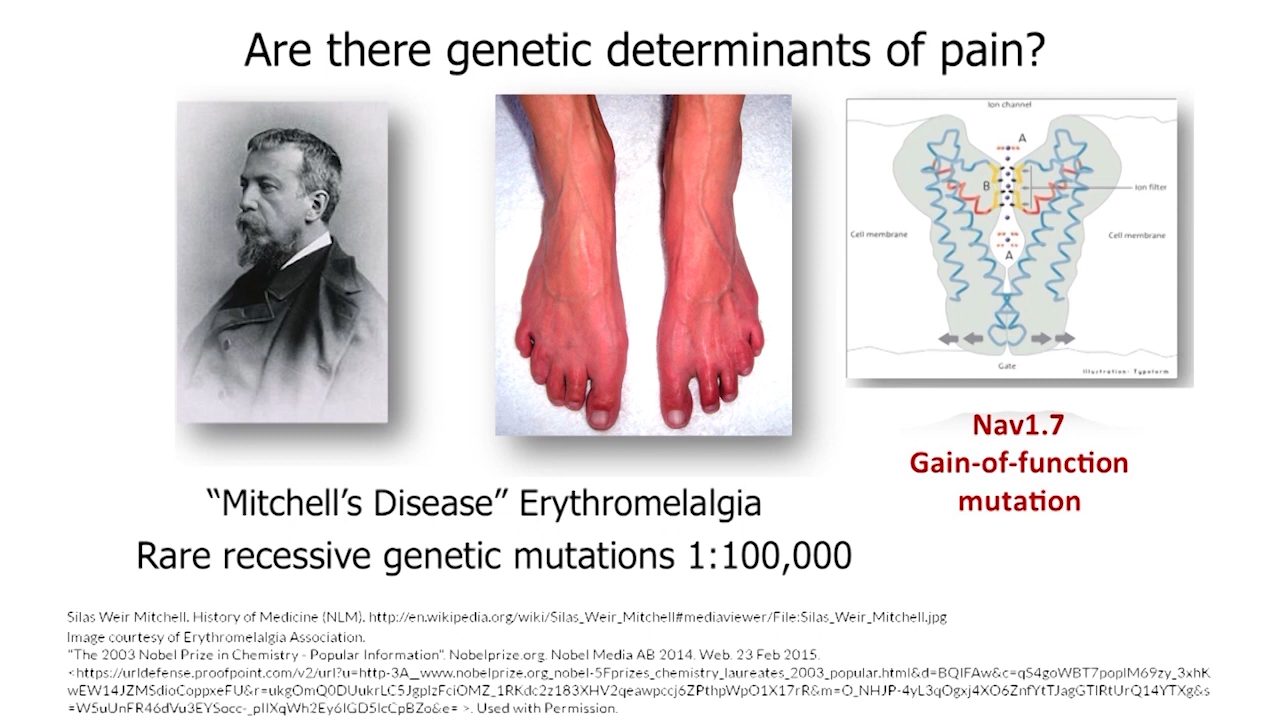 Are there genetic determinants of pain?
Ion channel
A
B
Ion filter
Cell membrane
Cell membrane
A
Gate
Illustration: Typoform
Nav1.7
Gain-of-function
mutation
“Mitchell’s Disease” Erythromelalgia
Rare recessive genetic mutations 1:100,000
Silas Weir Mitchell. History of Medicine (NLM). http://en.wikipedia.org/wiki/Silas_Weir_Mitchell#mediaviewer/File:Silas_Weir_Mitchell.jpg
Image courtesy of Erythromelalgia Association.
"The 2003 Nobel Prize in Chemistry - Popular Information". Nobelprize.org. Nobel Media AB 2014. Web. 23 Feb 2015.
>. Used with Permission.